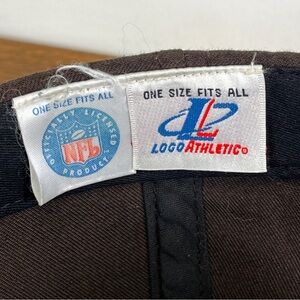 ONE SIZE FITS ALL
OFFICIALLY LICENSED
NFL
PRODUCT
ONE SIZE FITS ALL
L
LOGO ATHLETIC®